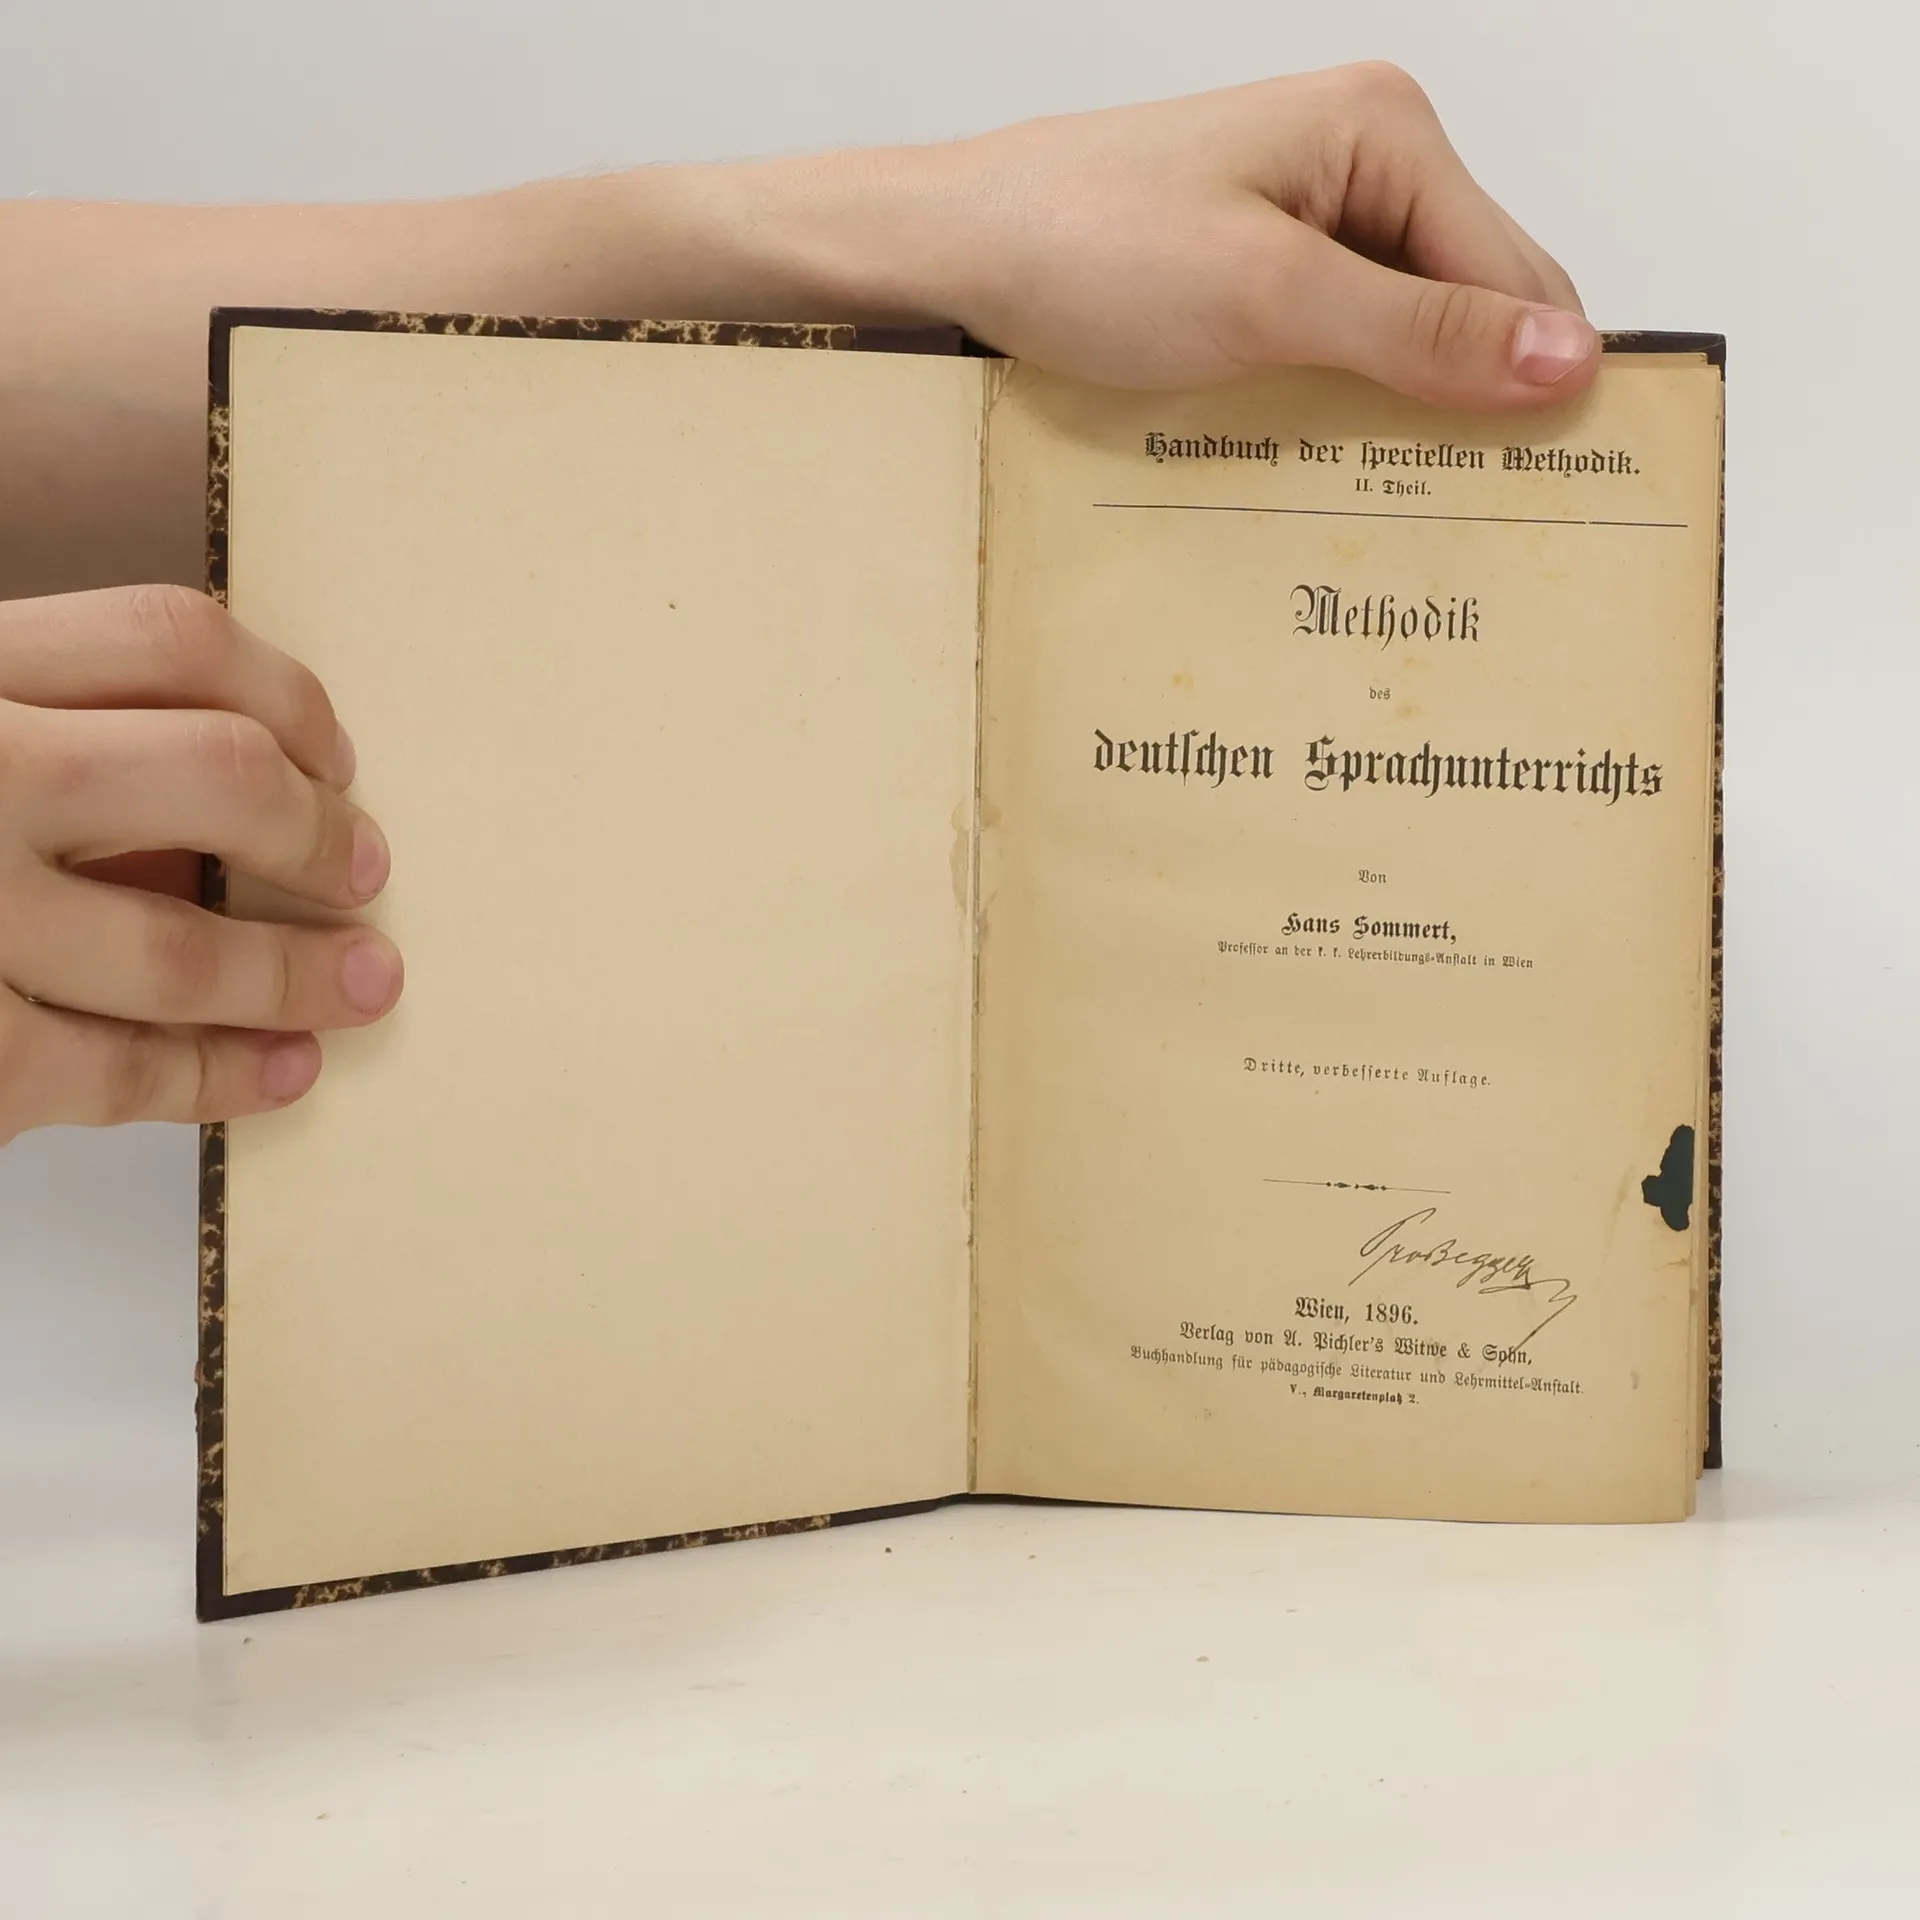 Handbuch der speciellen Methodik.
II. Theil.
Methodik
des
deutschen Sprachunterrichts
Von
Hans Sommert,
Professor an der k. k. Lehrerbildungs-Anstalt in Wien
Dritte, verbesserte Auflage.
Wien, 1896.
Verlag von A. Pichler's Witwe & Sohn,
Buchhandlung für pädagogische Literatur und Lehrmittel-Anstalt.
V., Margaretenplatz 2.